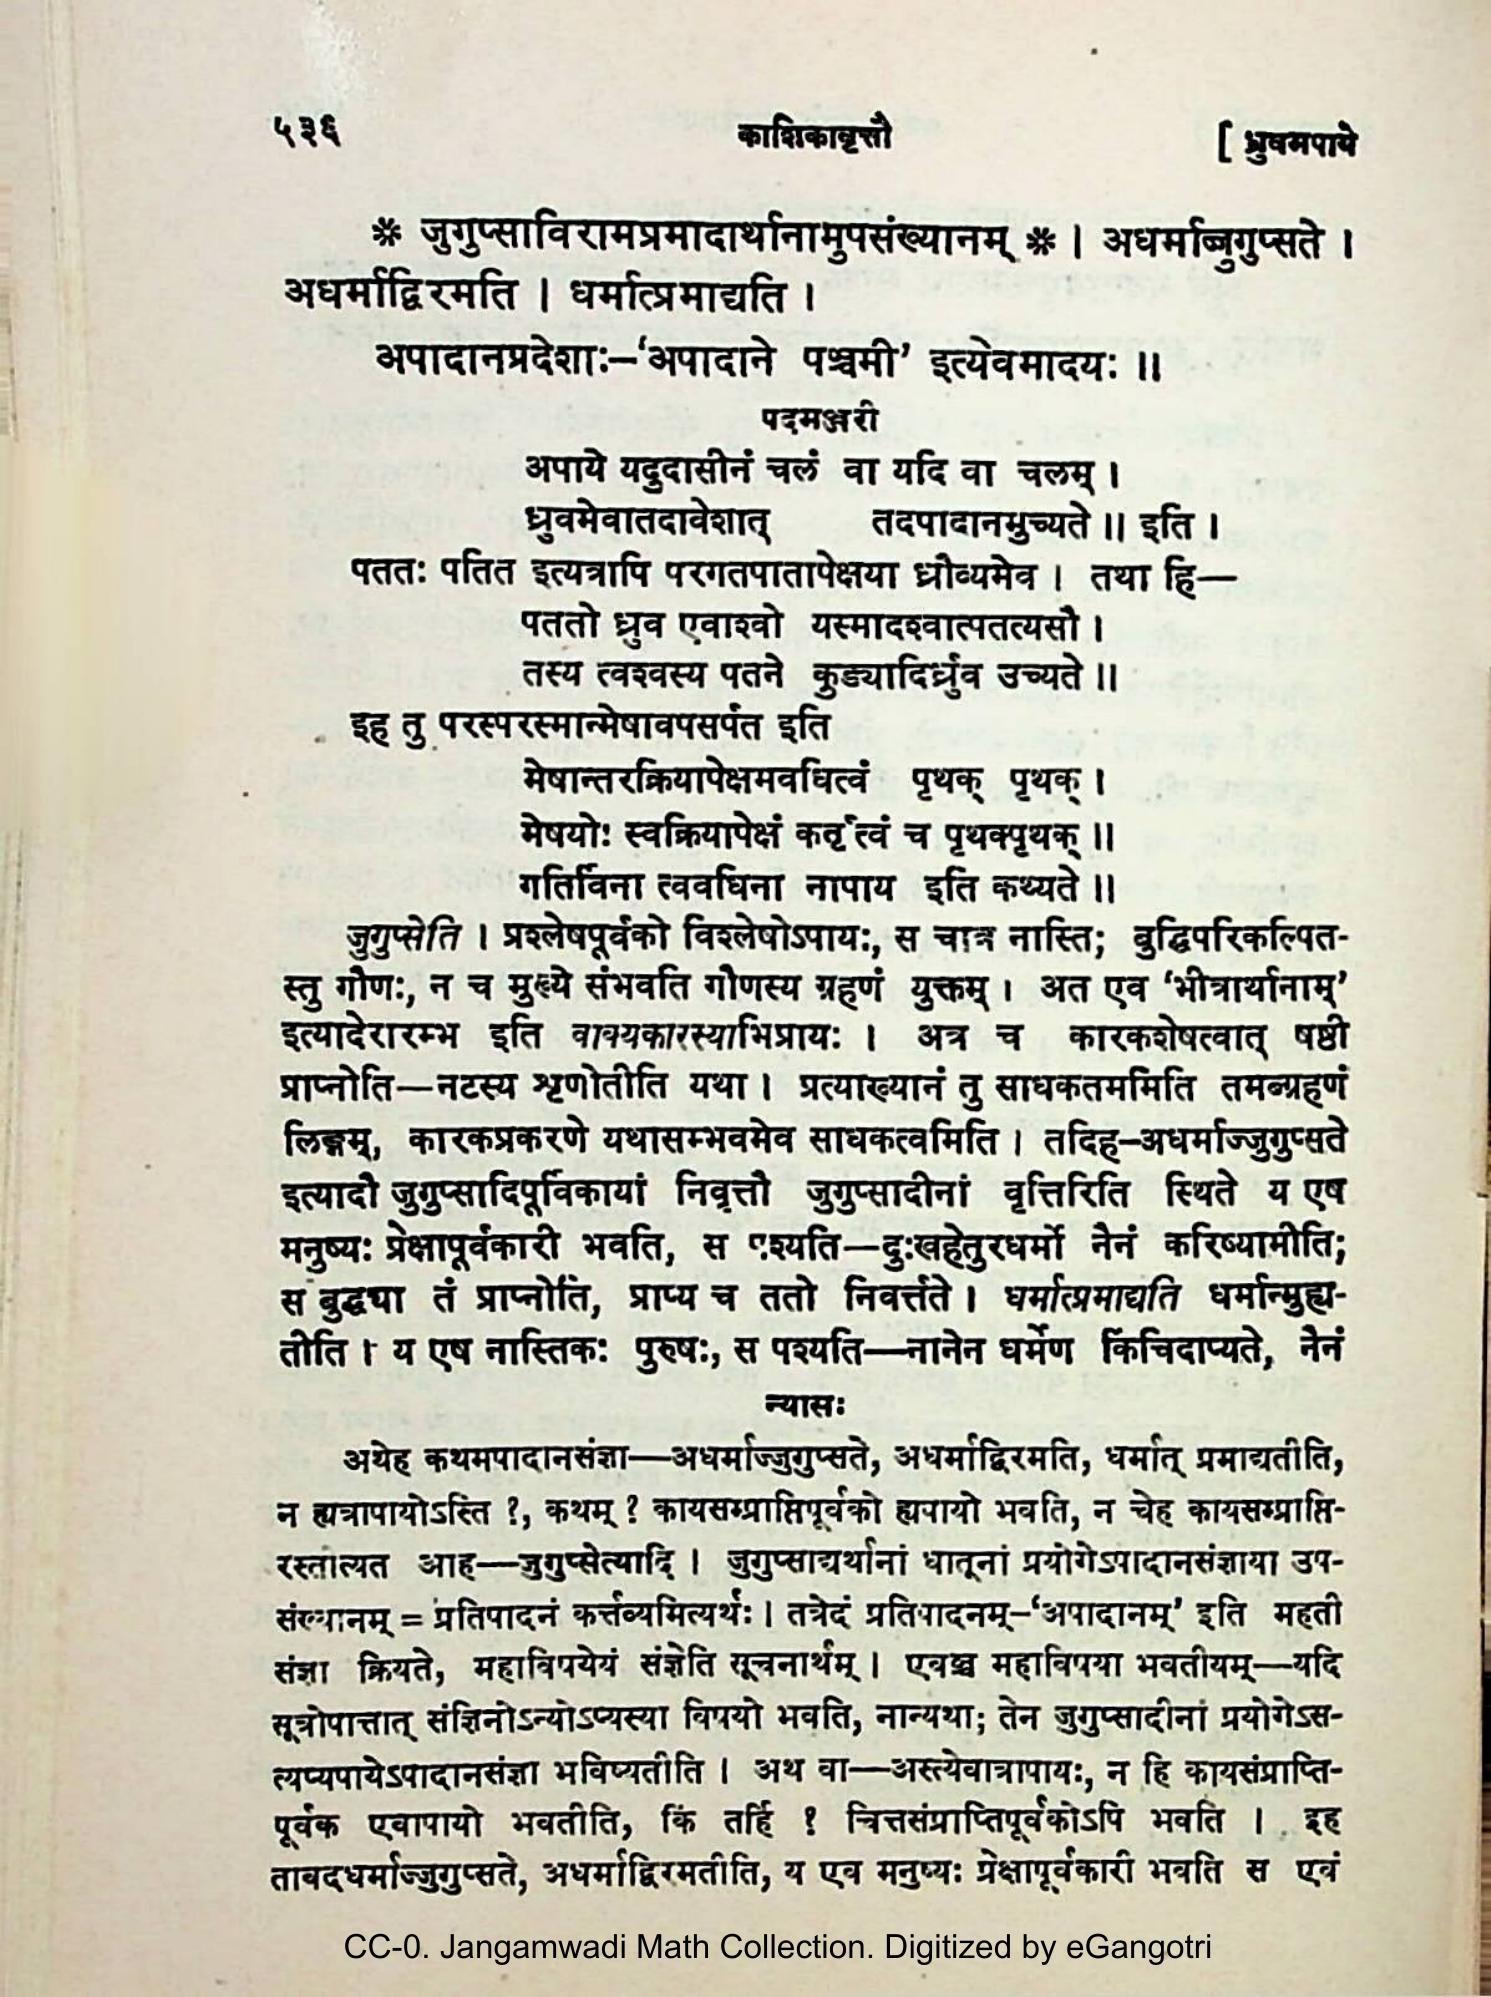 ५३६ काशिकावृत्तौ [ ध्रुवमपाये
❊ जुगुप्साविरामप्रमादार्थानामुपसंख्यानम् ❊ । अधर्माज्जुगुप्सते ।
अधर्माद्विरमति । धर्मात्प्रमाद्यति ।
अपादानप्रदेशाः–‘अपादाने पञ्चमी’ इत्येवमादयः ॥
पदमञ्जरी
अपाये यदुदासीनं चलं वा यदि वा चलम् ।
ध्रुवमेवातदावेशात् तदपादानमुच्यते ॥ इति ।
पततः पतित इत्यत्रापि परगतपातापेक्षया ध्रौव्यमेव । तथा हि—
पततो ध्रुव एवाश्वो यस्मादश्वात्पतत्यसौ ।
तस्य त्वश्वस्य पतने कुड्यादिर्ध्रुव उच्यते ॥
इह तु परस्परस्मान्मेषावपसर्पत इति
मेषान्तरक्रियापेक्षमवधित्वं पृथक् पृथक् ।
मेषयोः स्वक्रियापेक्षं कर्तृत्वं च पृथक्पृथक् ॥
गतिर्विना त्ववधिना नापाय इति कथ्यते ॥
जुगुप्सेति । प्रश्लेषपूर्वको विश्लेषोऽपायः, स चात्र नास्ति; बुद्धिपरिकल्पित-
स्तु गौणः, न च मुख्ये संभवति गौणस्य ग्रहणं युक्तम् । अत एव ‘भीत्रार्थानाम्’
इत्यादेरारम्भ इति वाक्यकारस्याभिप्रायः । अत्र च कारकशेषत्वात् षष्ठी
प्राप्नोति—नटस्य शृणोतीति यथा । प्रत्याख्यानं तु साधकतममिति तमब्ग्रहणं
लिङ्गम्, कारकप्रकरणे यथासम्भवमेव साधकत्वमिति । तदिह–अधर्माज्जुगुप्सते
इत्यादौ जुगुप्सादिपूर्विकायां निवृत्तौ जुगुप्सादीनां वृत्तिरिति स्थिते य एष
मनुष्यः प्रेक्षापूर्वकारी भवति, स पश्यति—दुःखहेतुरधर्मो नैनं करिष्यामीति;
स बुद्ध्या तं प्राप्नोति, प्राप्य च ततो निवर्त्तते । धर्मात्प्रमाद्यति धर्मान्मुह्य-
तीति । य एष नास्तिकः पुरुषः, स पश्यति—नानेन धर्मेण किंचिदाप्यते, नैनं
न्यासः
अथेह कथमपादानसंज्ञा—अधर्माज्जुगुप्सते, अधर्माद्विरमति, धर्मात् प्रमाद्यतीति,
न ह्यत्रापायोऽस्ति ?, कथम् ? कायसम्प्राप्तिपूर्वको ह्यपायो भवति, न चेह कायसम्प्राप्ति-
रस्तोत्यत आह—जुगुप्सेत्यादि । जुगुप्साद्यर्थानां धातूनां प्रयोगेऽपादानसंज्ञाया उप-
संख्यानम् = प्रतिपादनं कर्त्तव्यमित्यर्थः । तत्रेदं प्रतिपादनम्–‘अपादानम्’ इति महती
संज्ञा क्रियते, महाविषयेयं संज्ञेति सूचनार्थम् । एवञ्च महाविषया भवतीयम्—यदि
सूत्रोपात्तात् संज्ञिनोऽन्योऽप्यस्या विषयो भवति, नान्यथा; तेन जुगुप्सादीनां प्रयोगेऽस-
त्यप्यपायेऽपादानसंज्ञा भविष्यतीति । अथ वा—अस्त्येवात्रापायः, न हि कायसंप्राप्ति-
पूर्वक एवापायो भवतीति, किं तर्हि ? चित्तसंप्राप्तिपूर्वकोऽपि भवति । इह
तावदधर्माज्जुगुप्सते, अधर्माद्विरमतीति, य एव मनुष्यः प्रेक्षापूर्वकारी भवति स एवं
CC-0. Jangamwadi Math Collection. Digitized by eGangotri